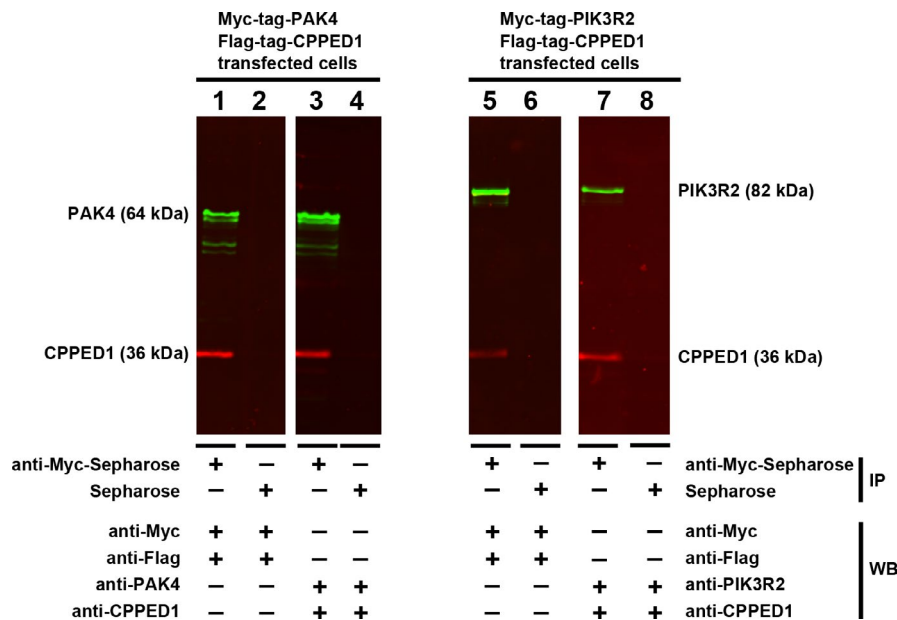 Myc-tag-PAK4
Flag-tag-CPPED1
transfected cells
Myc-tag-PIK3R2
Flag-tag-CPPED1
transfected cells
1 2 3 4 5 6 7 8
PAK4 (64 kDa)
PIK3R2 (82 kDa)
CPPED1 (36 kDa)
CPPED1 (36 kDa)
anti-Myc-Sepharose + – + – + – + – anti-Myc-Sepharose
Sepharose – + – + – + – + Sepharose
IP
anti-Myc + + – – + + – – anti-Myc
anti-Flag + + – – + + – – anti-Flag
WB
anti-PAK4 – – + + – – + + anti-PIK3R2
anti-CPPED1 – – + + – – + + anti-CPPED1